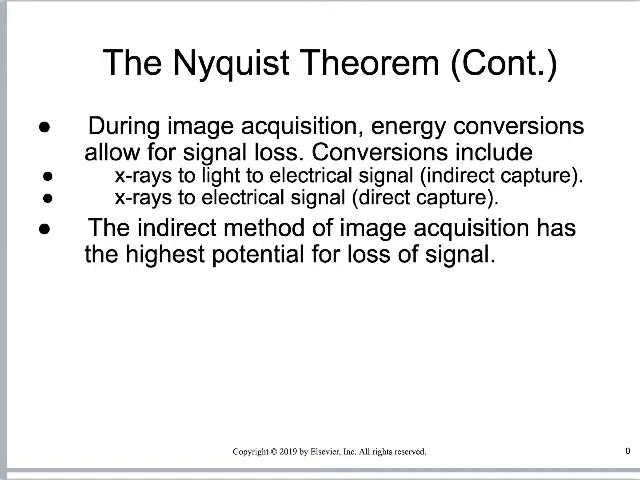 The Nyquist Theorem (Cont.)
● During image acquisition, energy conversions
allow for signal loss. Conversions include
● x-rays to light to electrical signal (indirect capture).
● x-rays to electrical signal (direct capture).
● The indirect method of image acquisition has
the highest potential for loss of signal.
Copyright © 2019 by Elsevier, Inc. All rights reserved.
0